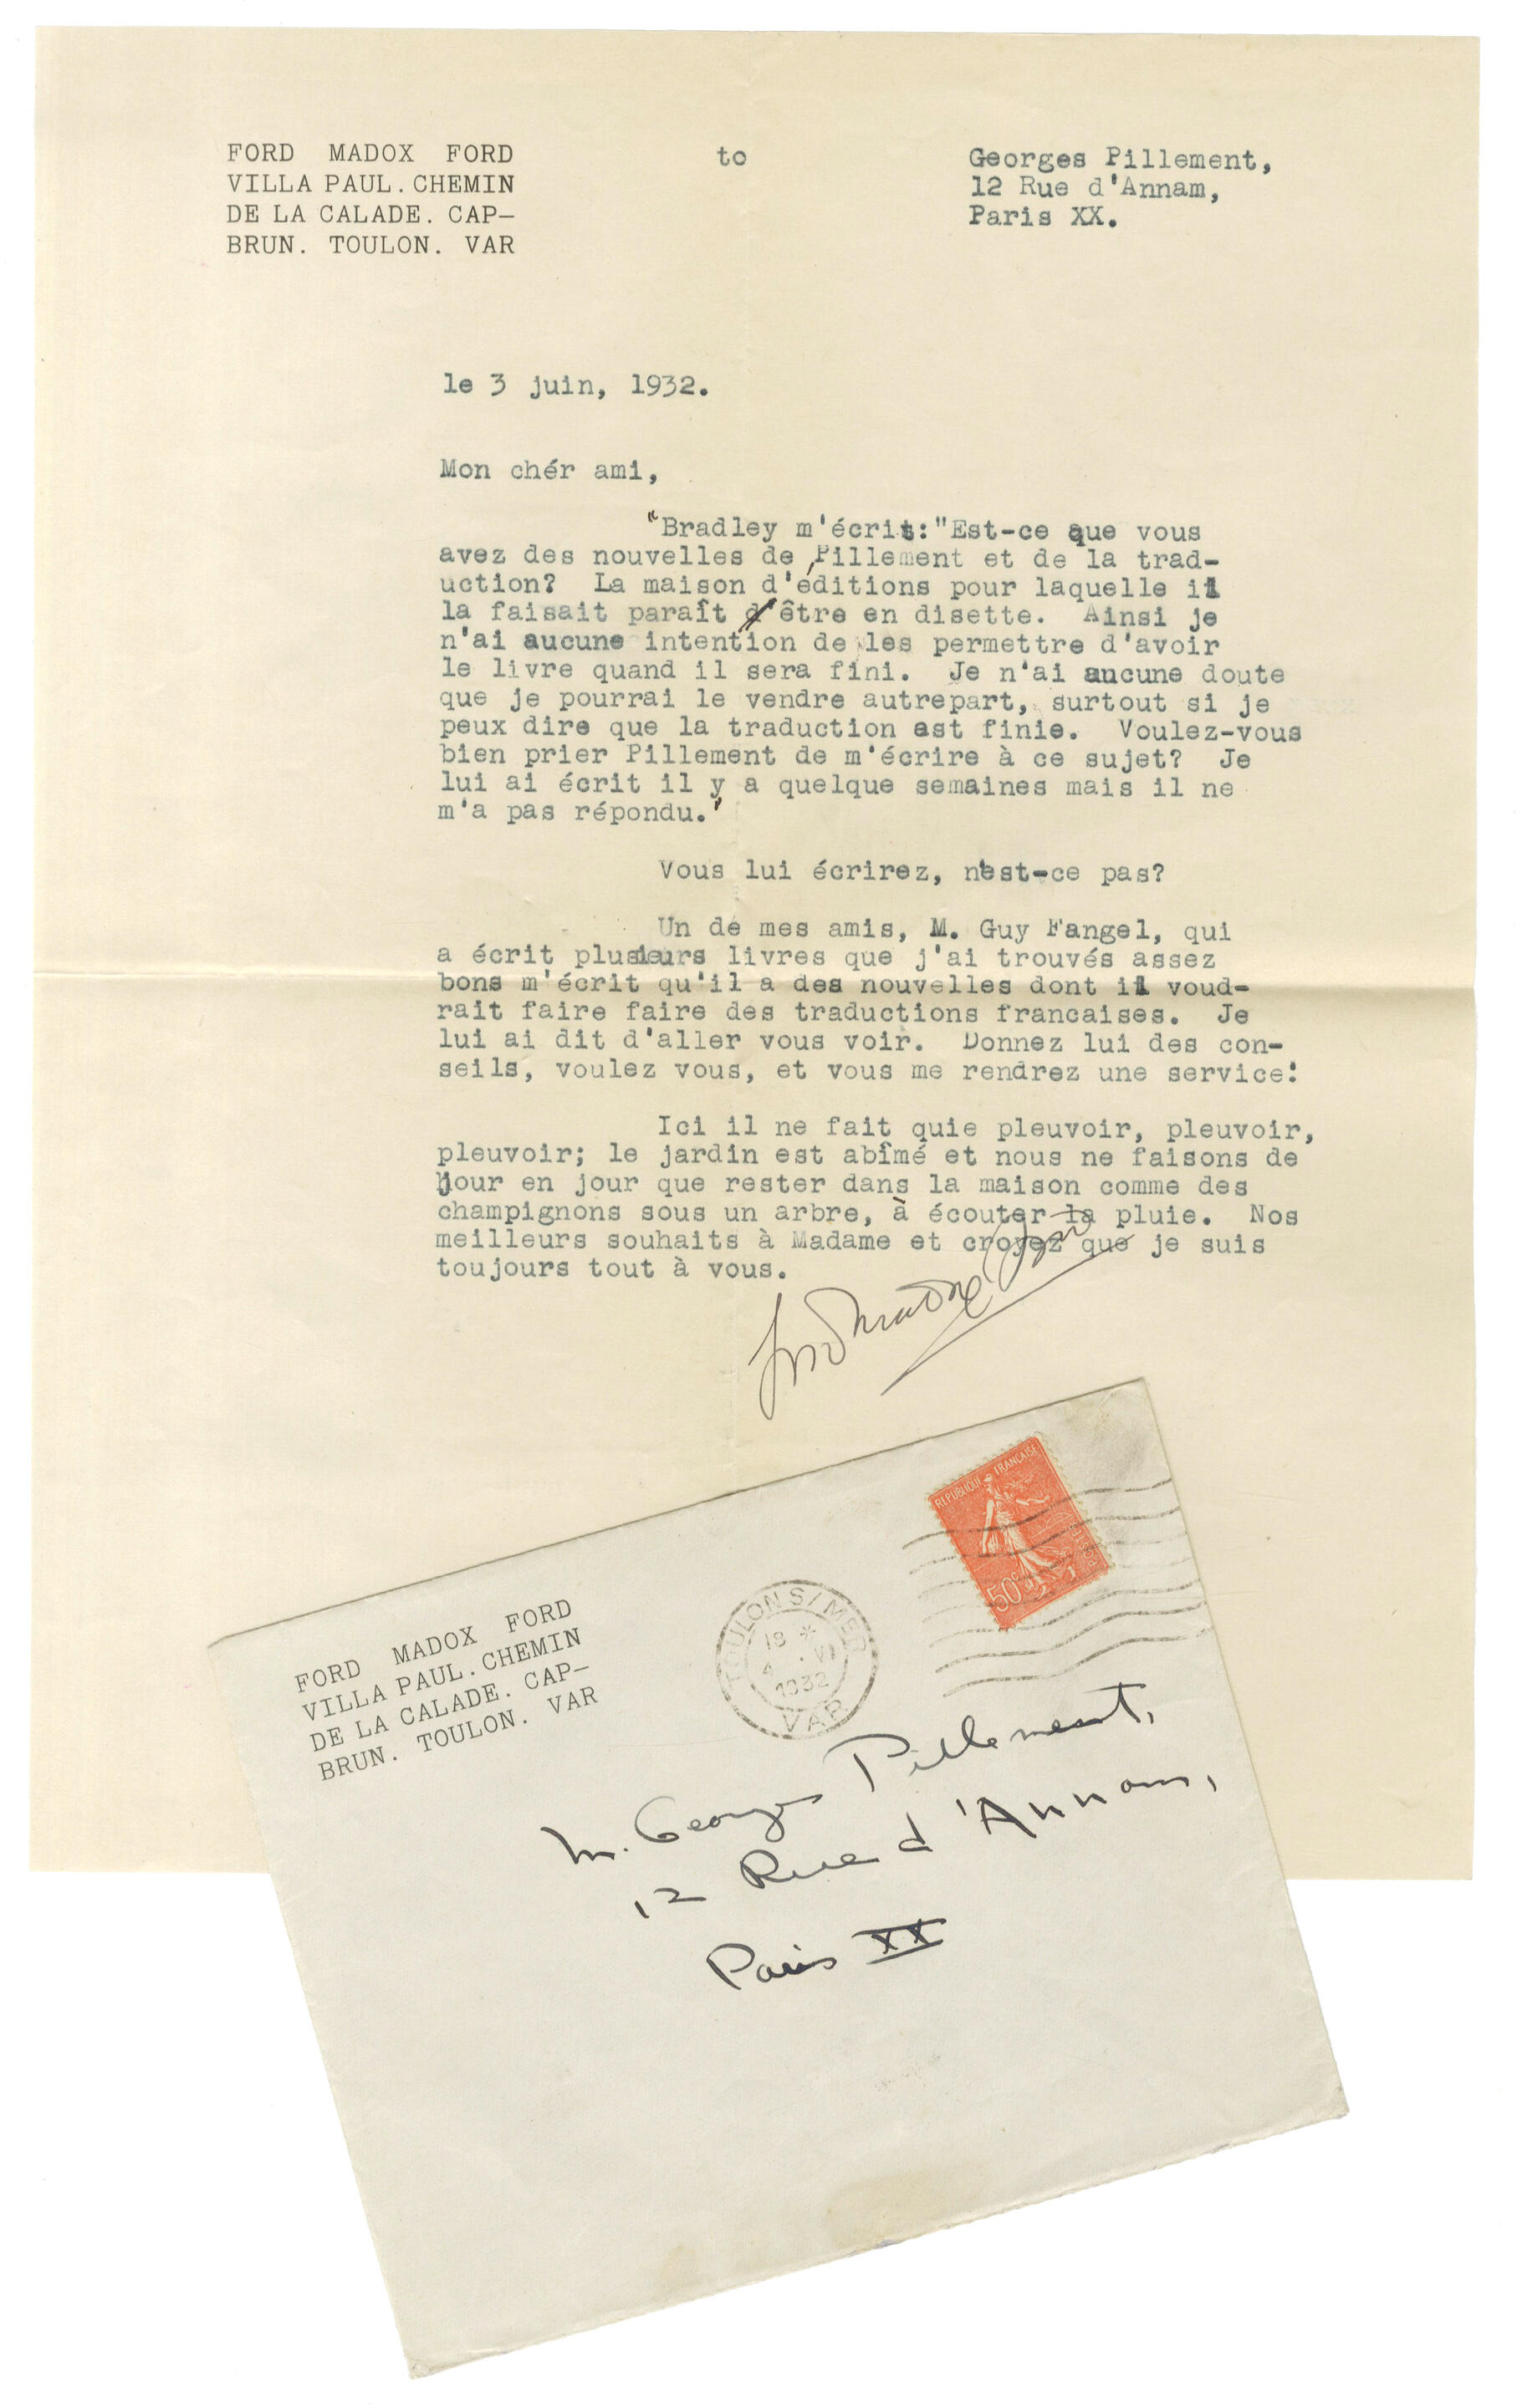 FORD MADOX FORD
VILLA PAUL. CHEMIN
DE LA CALADE. CAP-
BRUN. TOULON. VAR
to
Georges Pillement,
12 Rue d'Annam,
Paris XX.
le 3 juin, 1932.
Mon chér ami,
"Bradley m'écrit:"Est-ce que vous
avez des nouvelles de Pillement et de la trad-
uction? La maison d'éditions pour laquelle il
la faisait paraît d'être en disette. Ainsi je
n'ai aucune intention de les permettre d'avoir
le livre quand il sera fini. Je n'ai aucune doute
que je pourrai le vendre autrepart, surtout si je
peux dire que la traduction est finie. Voulez-vous
bien prier Pillement de m'écrire à ce sujet? Je
lui ai écrit il y a quelque semaines mais il ne
m'a pas répondu.'
Vous lui écrirez, n'est-ce pas?
Un de mes amis, M. Guy Fangel, qui
a écrit plusieurs livres que j'ai trouvés assez
bons m'écrit qu'il a des nouvelles dont il voud-
rait faire faire des traductions francaises. Je
lui ai dit d'aller vous voir. Donnez lui des con-
seils, voulez vous, et vous me rendrez une service!
Ici il ne fait quie pleuvoir, pleuvoir,
pleuvoir; le jardin est abîmé et nous ne faisons de
jour en jour que rester dans la maison comme des
champignons sous un arbre, à écouter la pluie. Nos
meilleurs souhaits à Madame et croyez que je suis
toujours tout à vous.
Ford Madox Ford
REPUBLIQUE FRANÇAISE
50c
FORD MADOX FORD
VILLA PAUL. CHEMIN
DE LA CALADE. CAP-
BRUN. TOULON. VAR
TOULON S/ MER
18 *
4 . VI
1932
VAR
M. Georges Pillement,
12 Rue d'Annam,
Paris XX